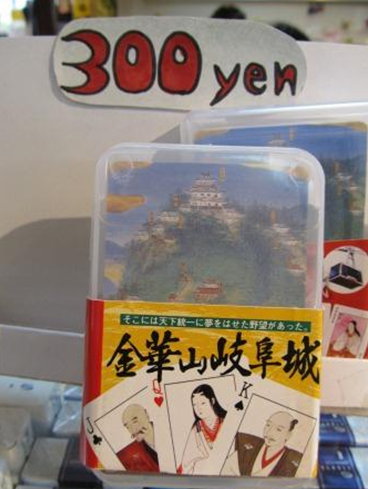 300 yen
そこには天下統一に夢をはせた野望があった。
金華山岐阜城
J
Q
K